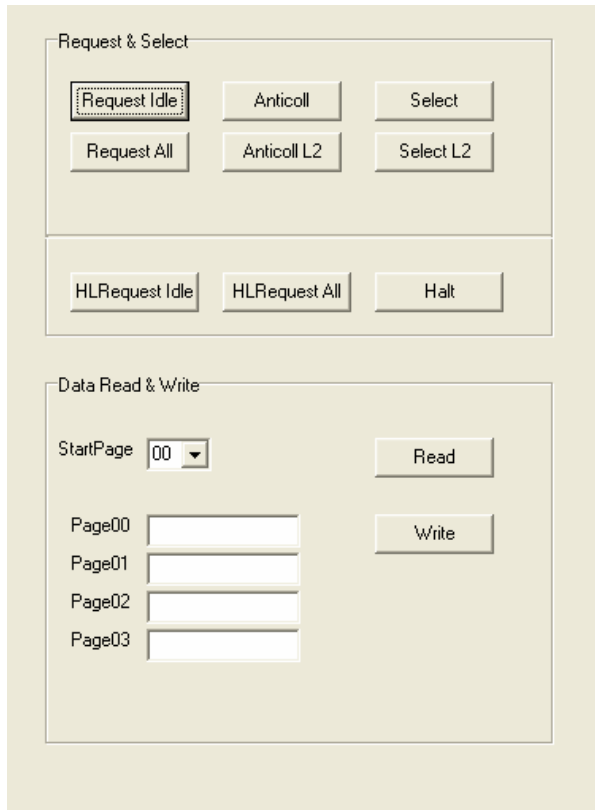 Request & Select
Request Idle Anticoll Select
Request All Anticoll L2 Select L2
HLRequest Idle HLRequest All Halt
Data Read & Write
StartPage 00 Read
Page00 Write
Page01
Page02
Page03